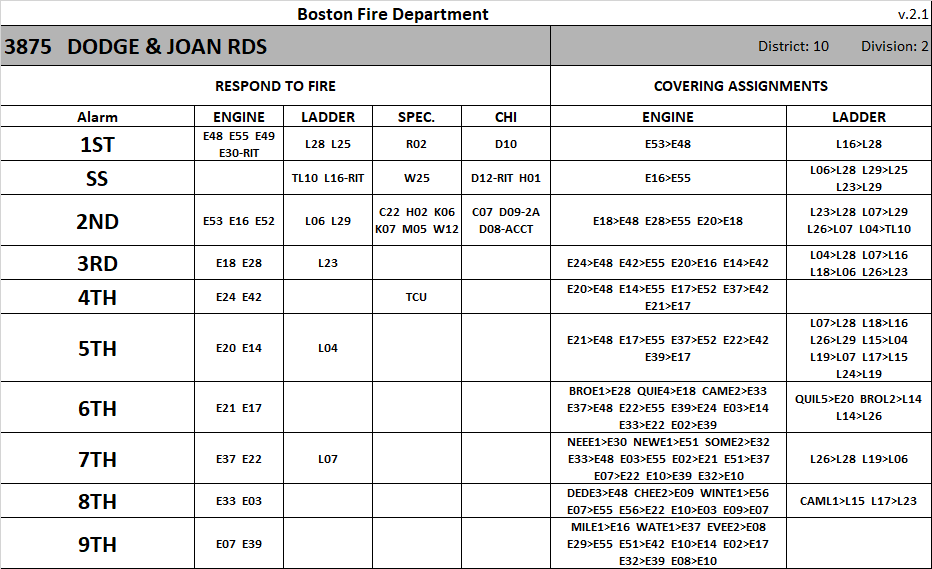 Boston Fire Department v.2.1
3875 DODGE & JOAN RDS District: 10 Division: 2
RESPOND TO FIRE COVERING ASSIGNMENTS
Alarm ENGINE LADDER SPEC. CHI ENGINE LADDER
1ST
E48 E55 E49
E30-RIT
L28 L25
R02
D10
E53>E48
L16>L28
SS
TL10 L16-RIT
W25
D12-RIT H01
E16>E55
L06>L28 L29>L25
L23>L29
2ND
E53 E16 E52
L06 L29
C22 H02 K06
K07 M05 W12
C07 D09-2A
D08-ACCT
E18>E48 E28>E55 E20>E18
L23>L28 L07>L29
L26>L07 L04>TL10
3RD
E18 E28
L23
E24>E48 E42>E55 E20>E16 E14>E42
L04>L28 L07>L16
L18>L06 L26>L23
4TH
E24 E42
TCU
E20>E48 E14>E55 E17>E52 E37>E42
E21>E17
5TH
E20 E14
L04
E21>E48 E17>E55 E37>E52 E22>E42
E39>E17
L07>L28 L18>L16
L26>L29 L15>L04
L19>L07 L17>L15
L24>L19
6TH
E21 E17
BROE1>E28 QUIE4>E18 CAME2>E33
E37>E48 E22>E55 E39>E24 E03>E14
E33>E22 E02>E39
QUIL5>E20 BROL2>L14
L14>L26
7TH
E37 E22
L07
NEEE1>E30 NEWE1>E51 SOME2>E32
E33>E48 E03>E55 E02>E21 E51>E37
E07>E22 E10>E39 E32>E10
L26>L28 L19>L06
8TH
E33 E03
DEDE3>E48 CHEE2>E09 WINTE1>E56
E07>E55 E56>E22 E10>E03 E09>E07
CAML1>L15 L17>L23
9TH
E07 E39
MILE1>E16 WATE1>E37 EVEE2>E08
E29>E55 E51>E42 E10>E14 E02>E17
E32>E39 E08>E10